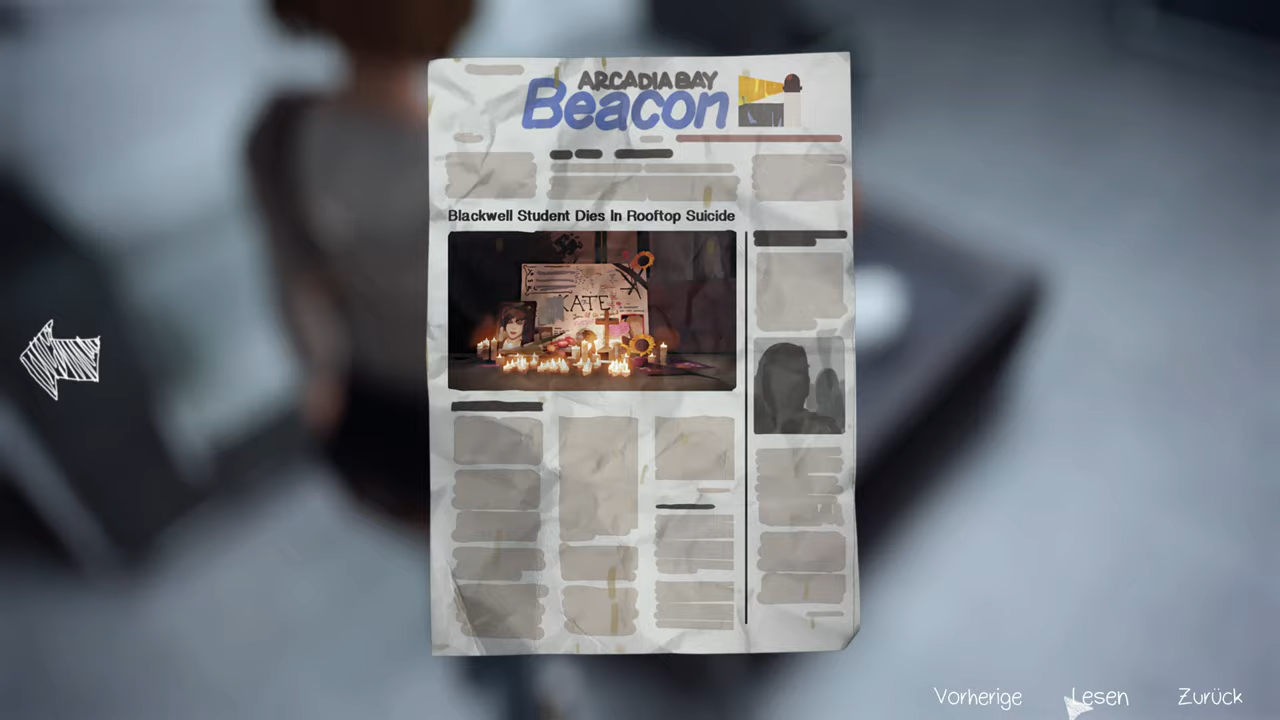 ARCADIA BAY
Beacon
Blackwell Student Dies In Rooftop Suicide
KATE
Vorherige
Lesen
Zurück